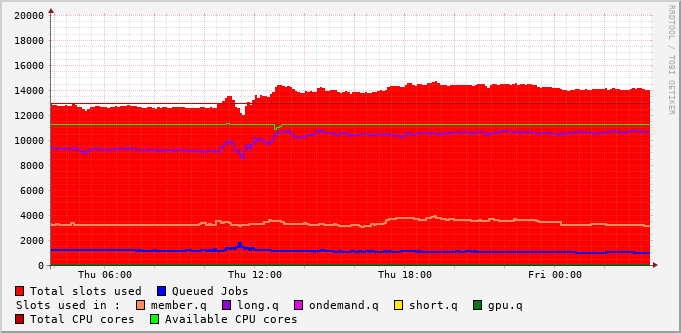 RRDTOOL / TOBI OETIKER
20000
18000
16000
14000
12000
10000
8000
6000
4000
2000
0
Thu 06:00 Thu 12:00 Thu 18:00 Fri 00:00
Total slots used Queued Jobs
Slots used in : member.q long.q ondemand.q short.q gpu.q
Total CPU cores Available CPU cores